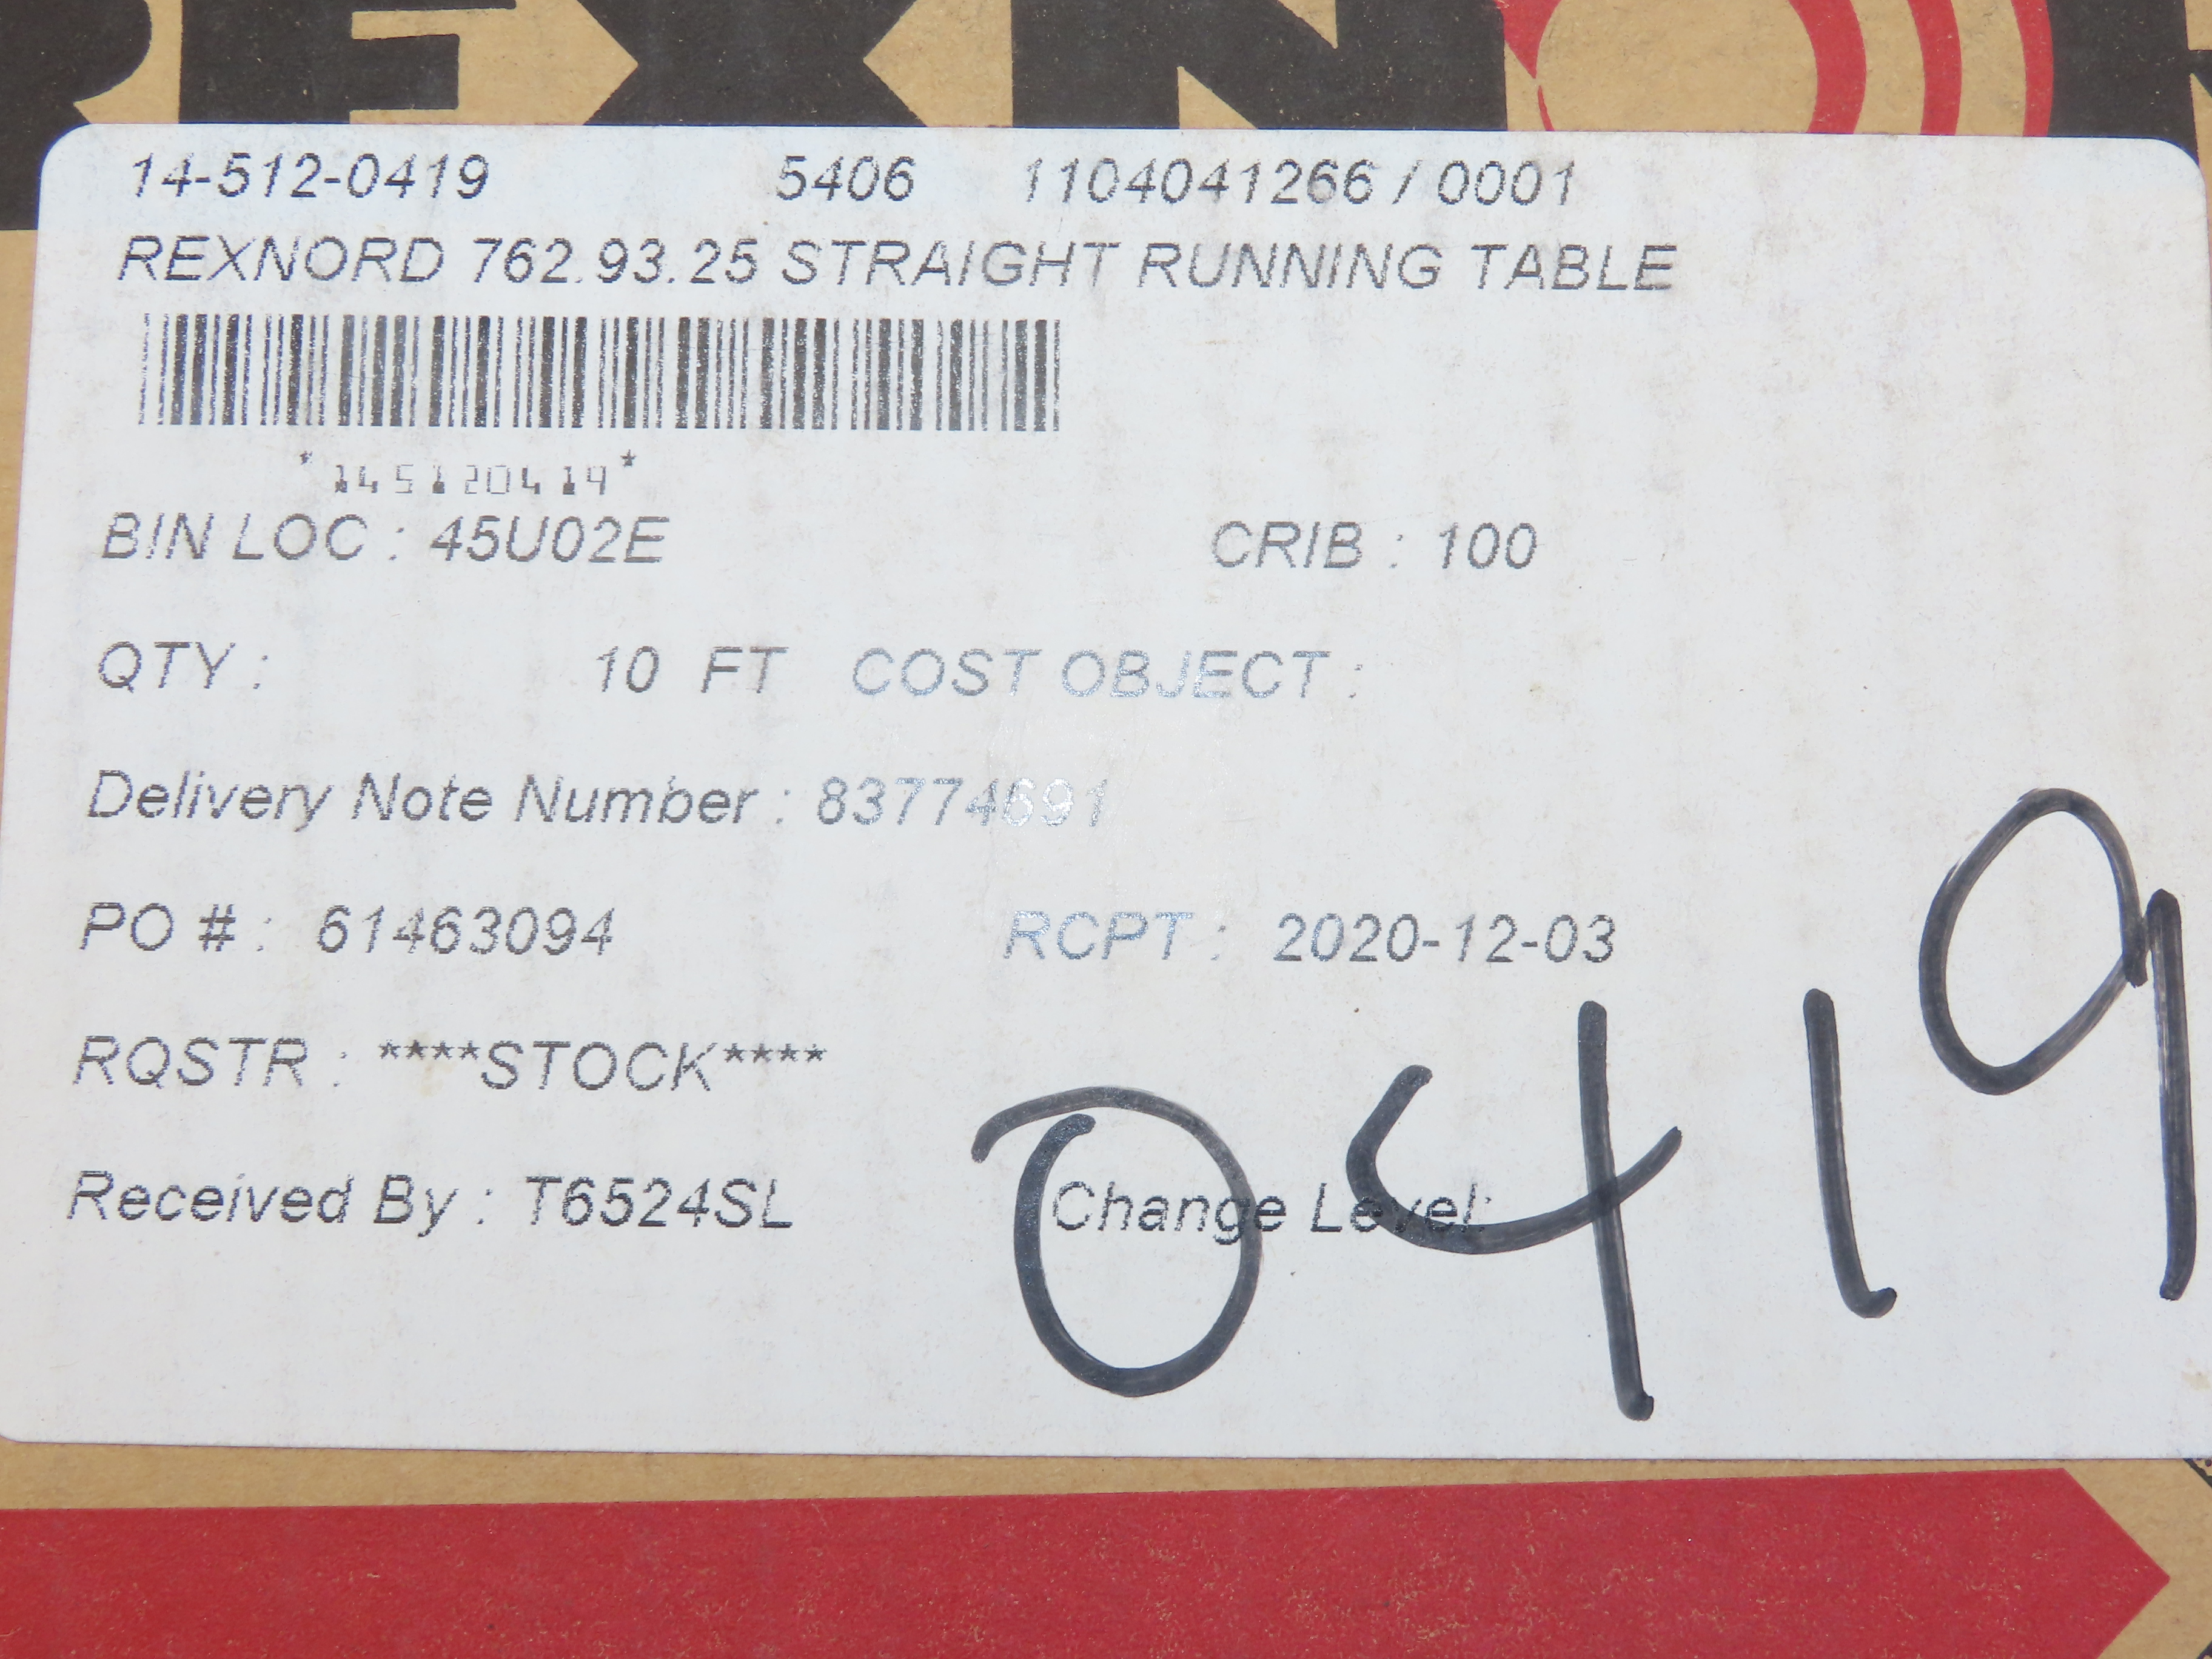 REXNO
14-512-0419 5406 1104041266 / 0001
REXNORD 762.93.25 STRAIGHT RUNNING TABLE
*145120419*
BIN LOC : 45U02E CRIB : 100
QTY : 10 FT COST OBJECT :
Delivery Note Number : 83774691
PO # : 61463094 RCPT : 2020-12-03
RQSTR : ****STOCK****
Received By : T6524SL Change Level:
0419